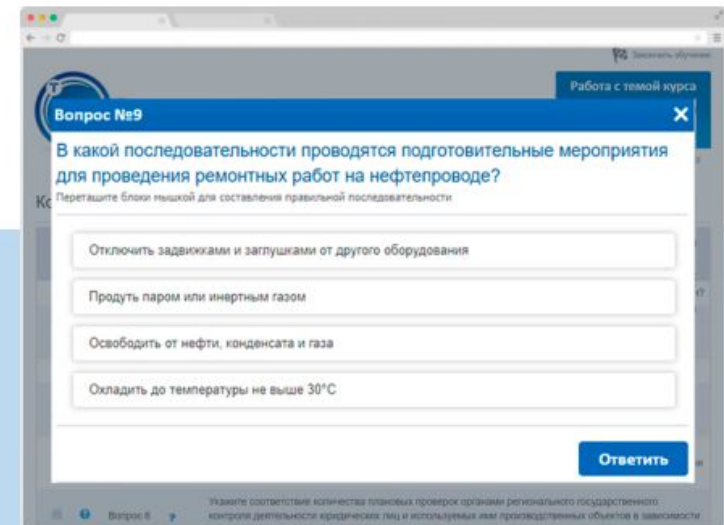 Закончить обучение
Работа с темой курса
Вопрос №9
В какой последовательности проводятся подготовительные мероприятия
для проведения ремонтных работ на нефтепроводе?
Перетащите блоки мышкой для составления правильной последовательности
Отключить задвижками и заглушками от другого оборудования
Продуть паром или инертным газом
Освободить от нефти, конденсата и газа
Охладить до температуры не выше 30°С
Ответить
Укажите соответствие количества плановых проверок органами регионального государственного
Вопрос 6 контроля деятельности юридических лиц и используемых ими производственных объектов в зависимости